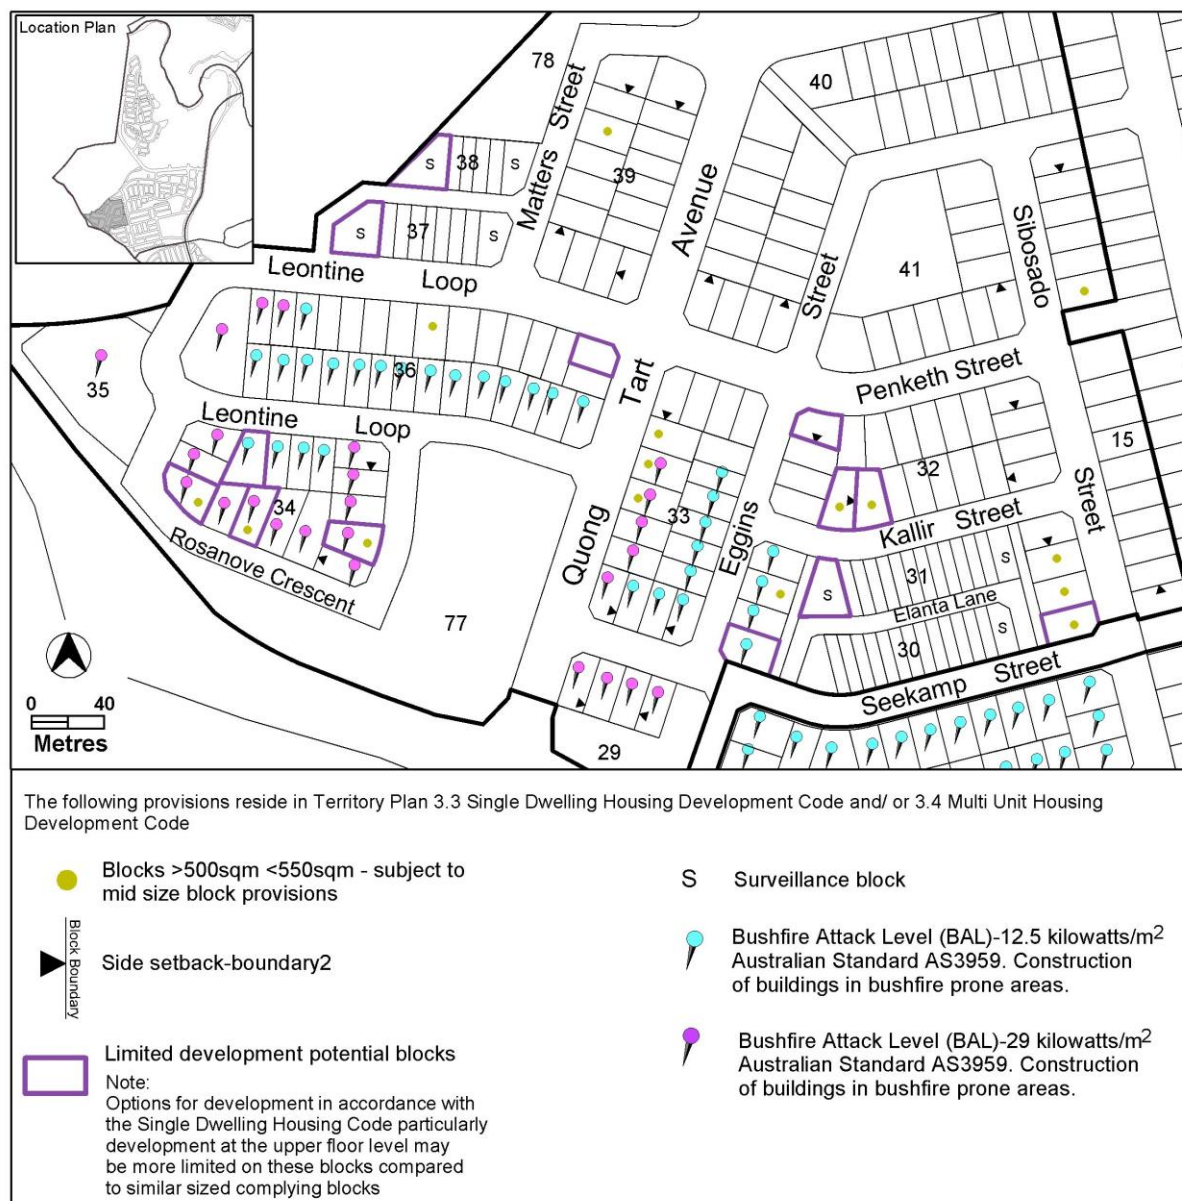 Location Plan
78
40
Matters Street
38
S
S
39
Avenue
37
S
S
Leontine Loop
41
Street
Sibosado
35
36
Tart
Penketh Street
15
Leontine Loop
32
34
33
Quong
Eggins
Kallir Street
Street
Rosanove Crescent
31
S
S
Elanta Lane
77
30
S
Seekamp Street
29
0 40
Metres
The following provisions reside in Territory Plan 3.3 Single Dwelling Housing Development Code and/ or 3.4 Multi Unit Housing
Development Code
Blocks >500sqm <550sqm - subject to
mid size block provisions
Block Boundary
Side setback-boundary2
Limited development potential blocks
Note:
Options for development in accordance with
the Single Dwelling Housing Code particularly
development at the upper floor level may
be more limited on these blocks compared
to similar sized complying blocks
S Surveillance block
Bushfire Attack Level (BAL)-12.5 kilowatts/m²
Australian Standard AS3959. Construction
of buildings in bushfire prone areas.
Bushfire Attack Level (BAL)-29 kilowatts/m²
Australian Standard AS3959. Construction
of buildings in bushfire prone areas.